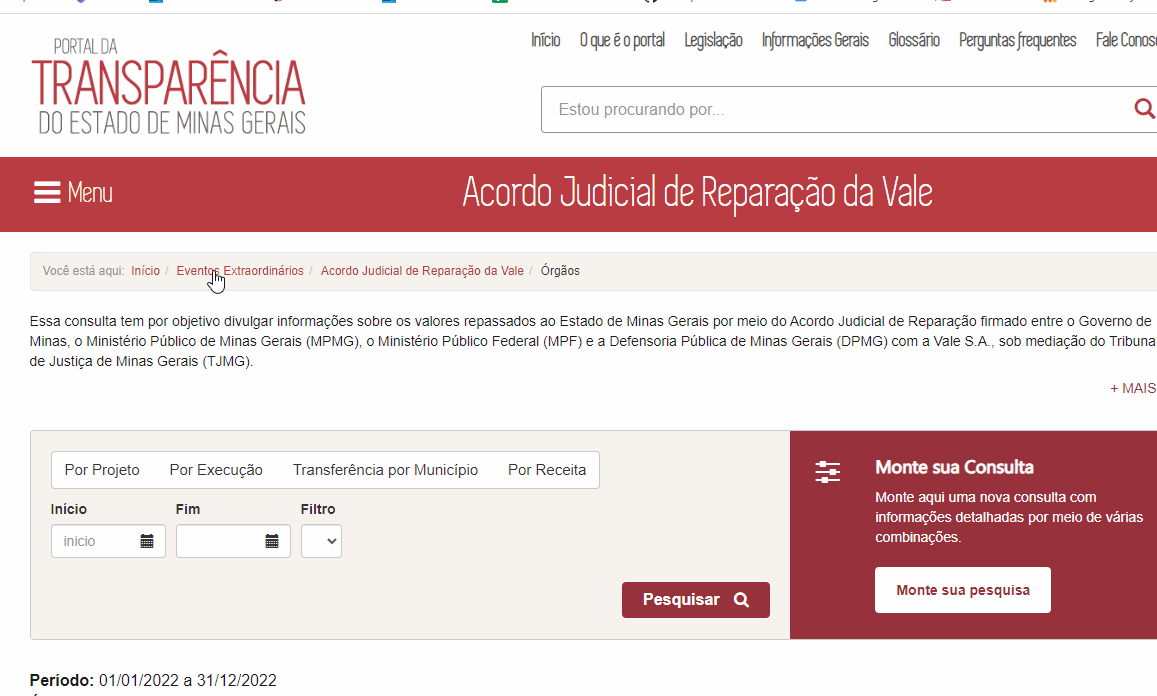 PORTAL DA
TRANSPARÊNCIA
DO ESTADO DE MINAS GERAIS
Início O que é o portal Legislação Informações Gerais Glossário Perguntas frequentes Fale Conos
Estou procurando por...
Menu
Acordo Judicial de Reparação da Vale
Você está aqui: Início / Eventos Extraordinários / Acordo Judicial de Reparação da Vale / Órgãos
Essa consulta tem por objetivo divulgar informações sobre os valores repassados ao Estado de Minas Gerais por meio do Acordo Judicial de Reparação firmado entre o Governo de
Minas, o Ministério Público de Minas Gerais (MPMG), o Ministério Público Federal (MPF) e a Defensoria Pública de Minas Gerais (DPMG) com a Vale S.A., sob mediação do Tribuna
de Justiça de Minas Gerais (TJMG).
+ MAIS
Por Projeto Por Execução Transferência por Município Por Receita
Início Fim Filtro
inicio
Pesquisar
Monte sua Consulta
Monte aqui uma nova consulta com
informações detalhadas por meio de várias
combinações.
Monte sua pesquisa
Período: 01/01/2022 a 31/12/2022